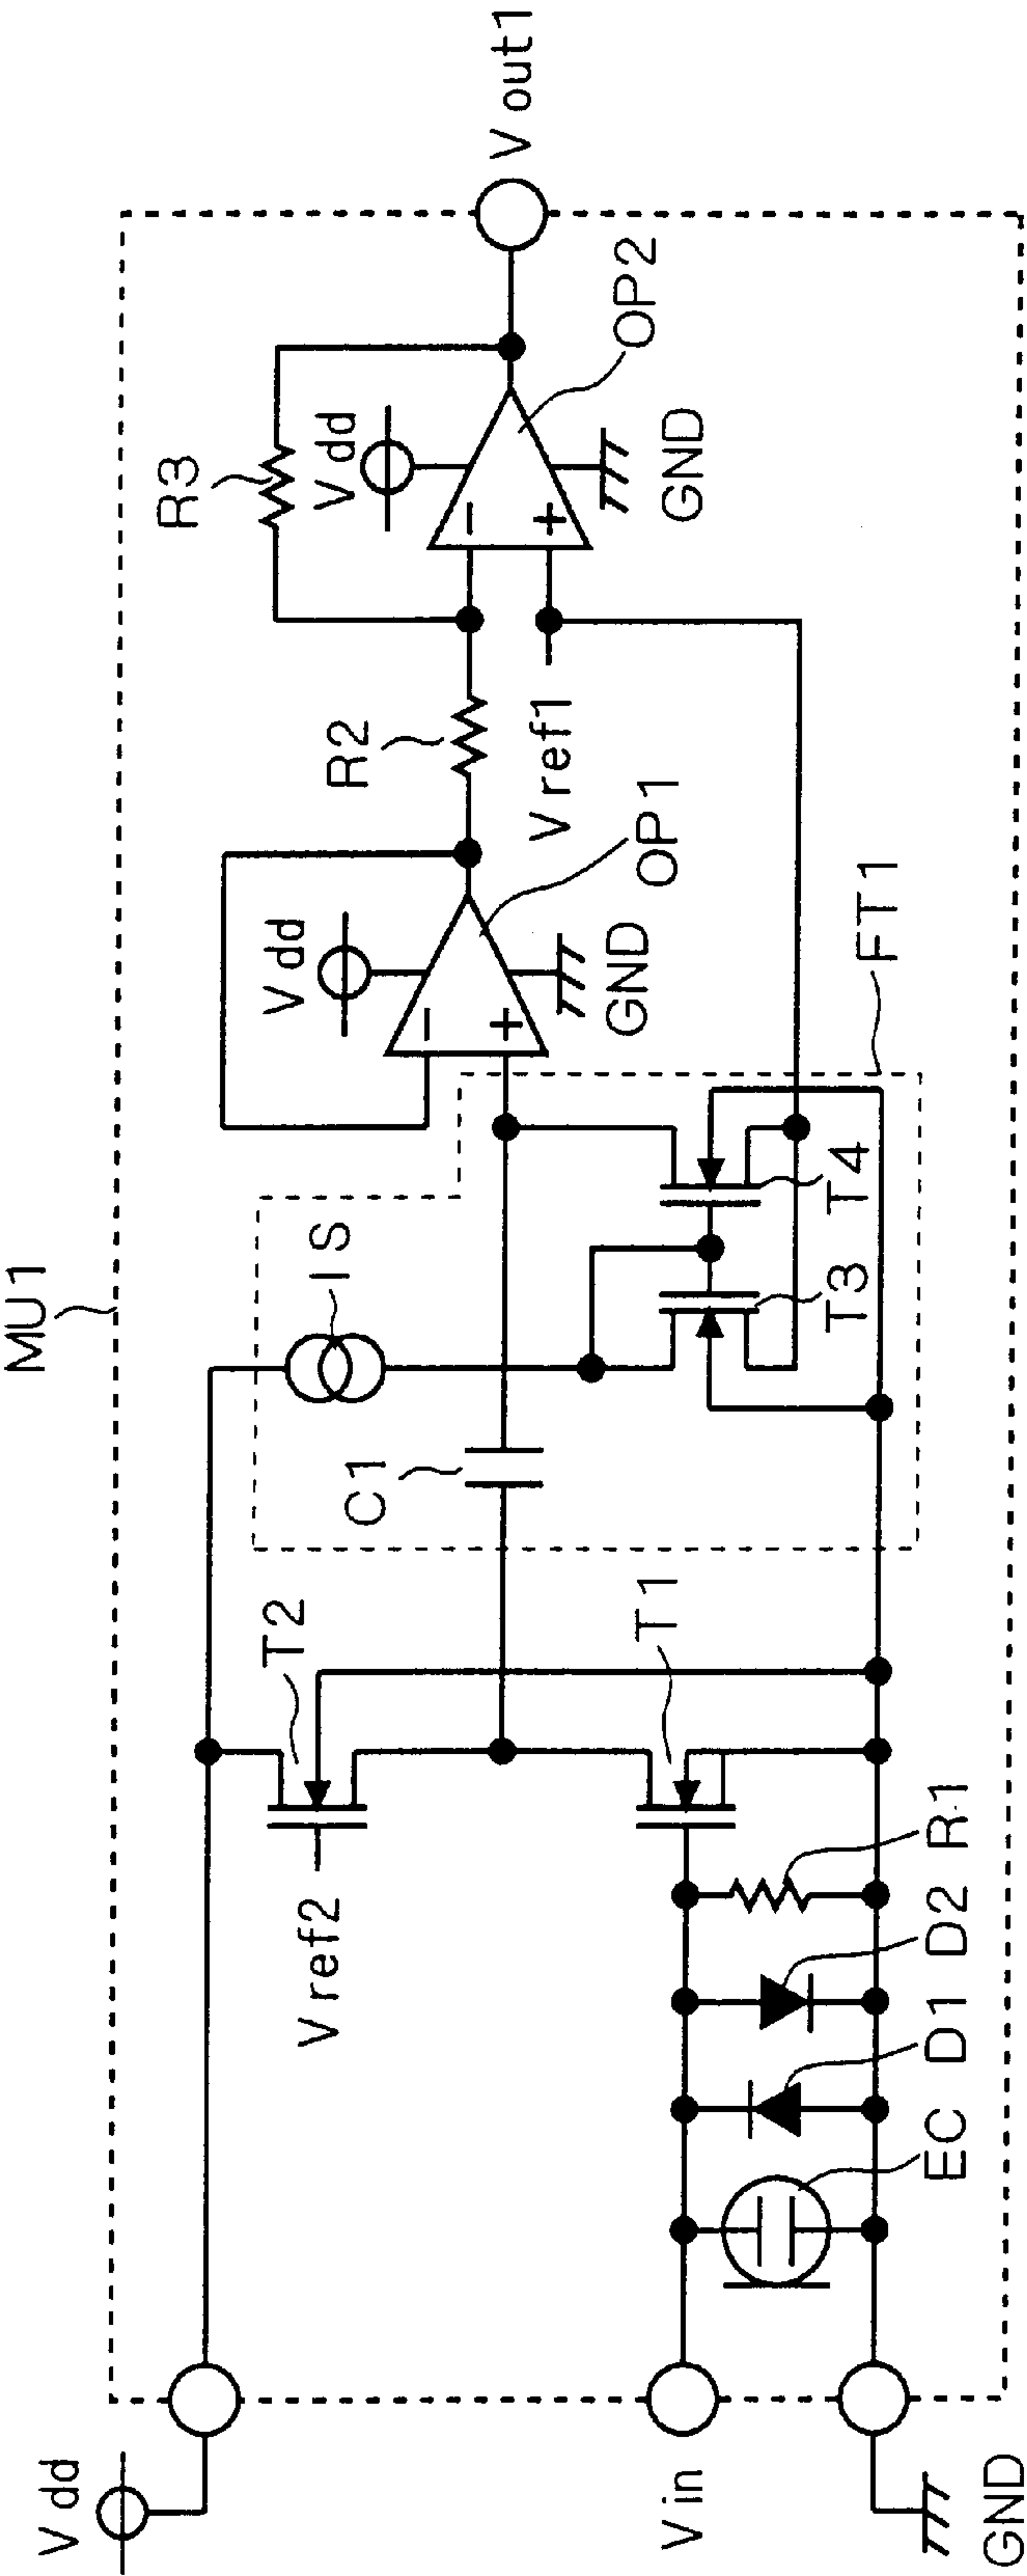 MU1
Vdd
Vin
GND
Vref2
T2
T1
EC
D1
D2
R1
C1
IS
T3
T4
FT1
Vdd
GND
OP1
R2
Vref1
R3
Vdd
GND
OP2
Vout1
-
+
-
+